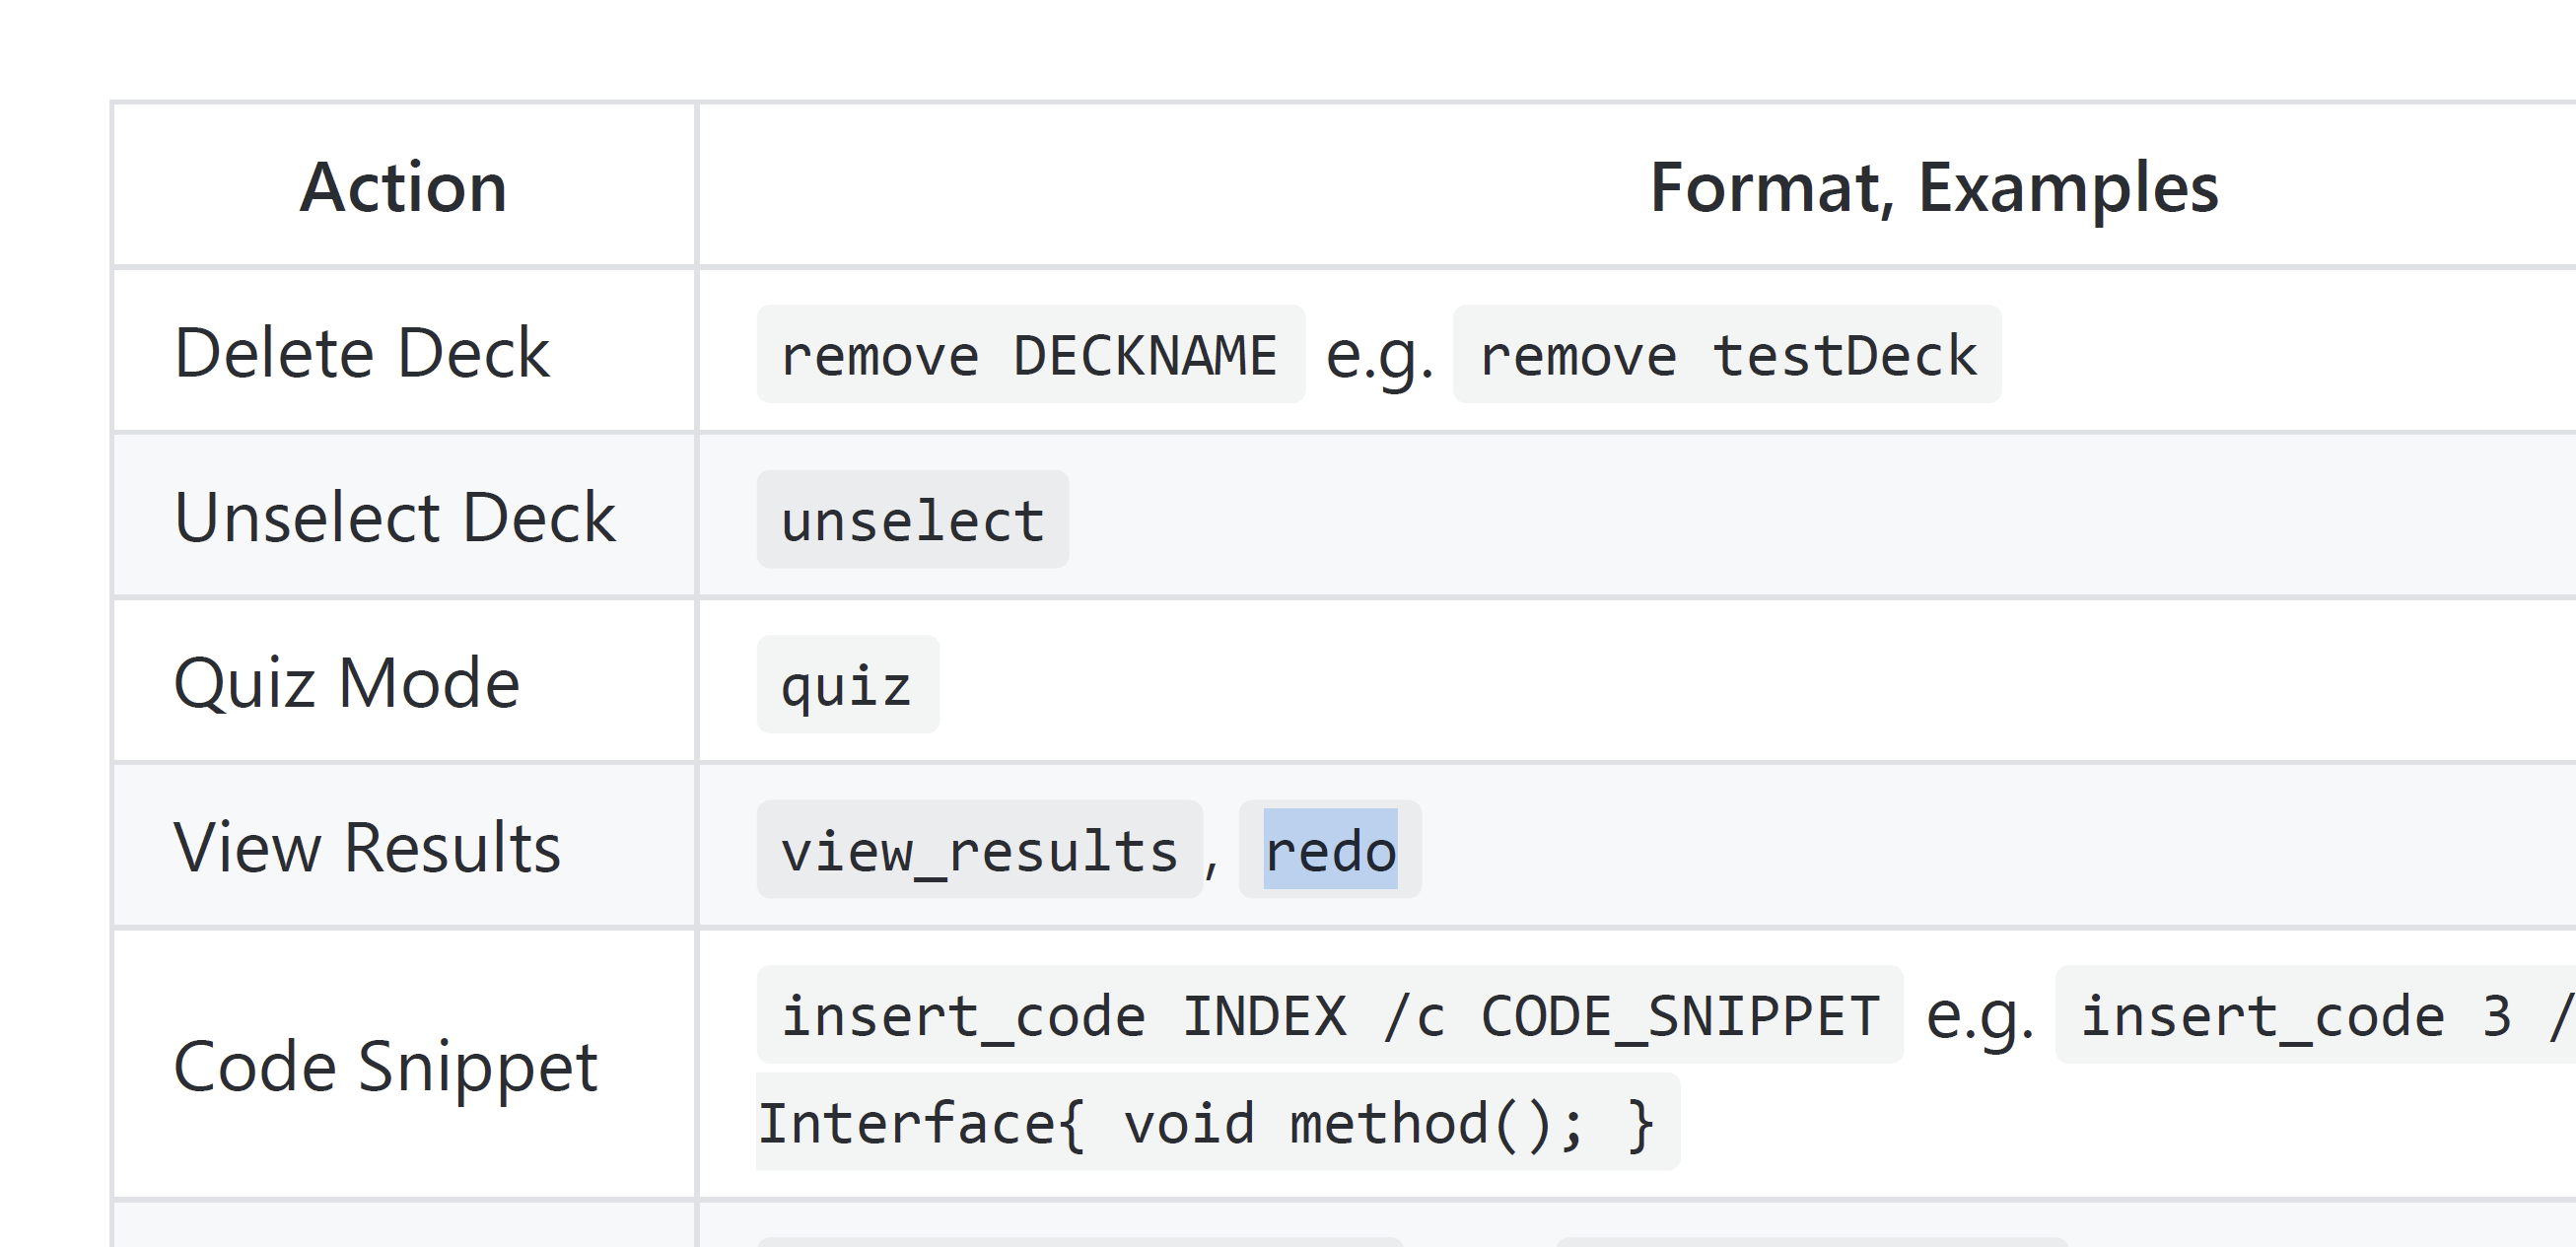 Action Format, Examples
Delete Deck remove DECKNAME e.g. remove testDeck
Unselect Deck unselect
Quiz Mode quiz
View Results view_results, redo
Code Snippet insert_code INDEX /c CODE_SNIPPET e.g. insert_code 3 /
Interface{ void method(); }